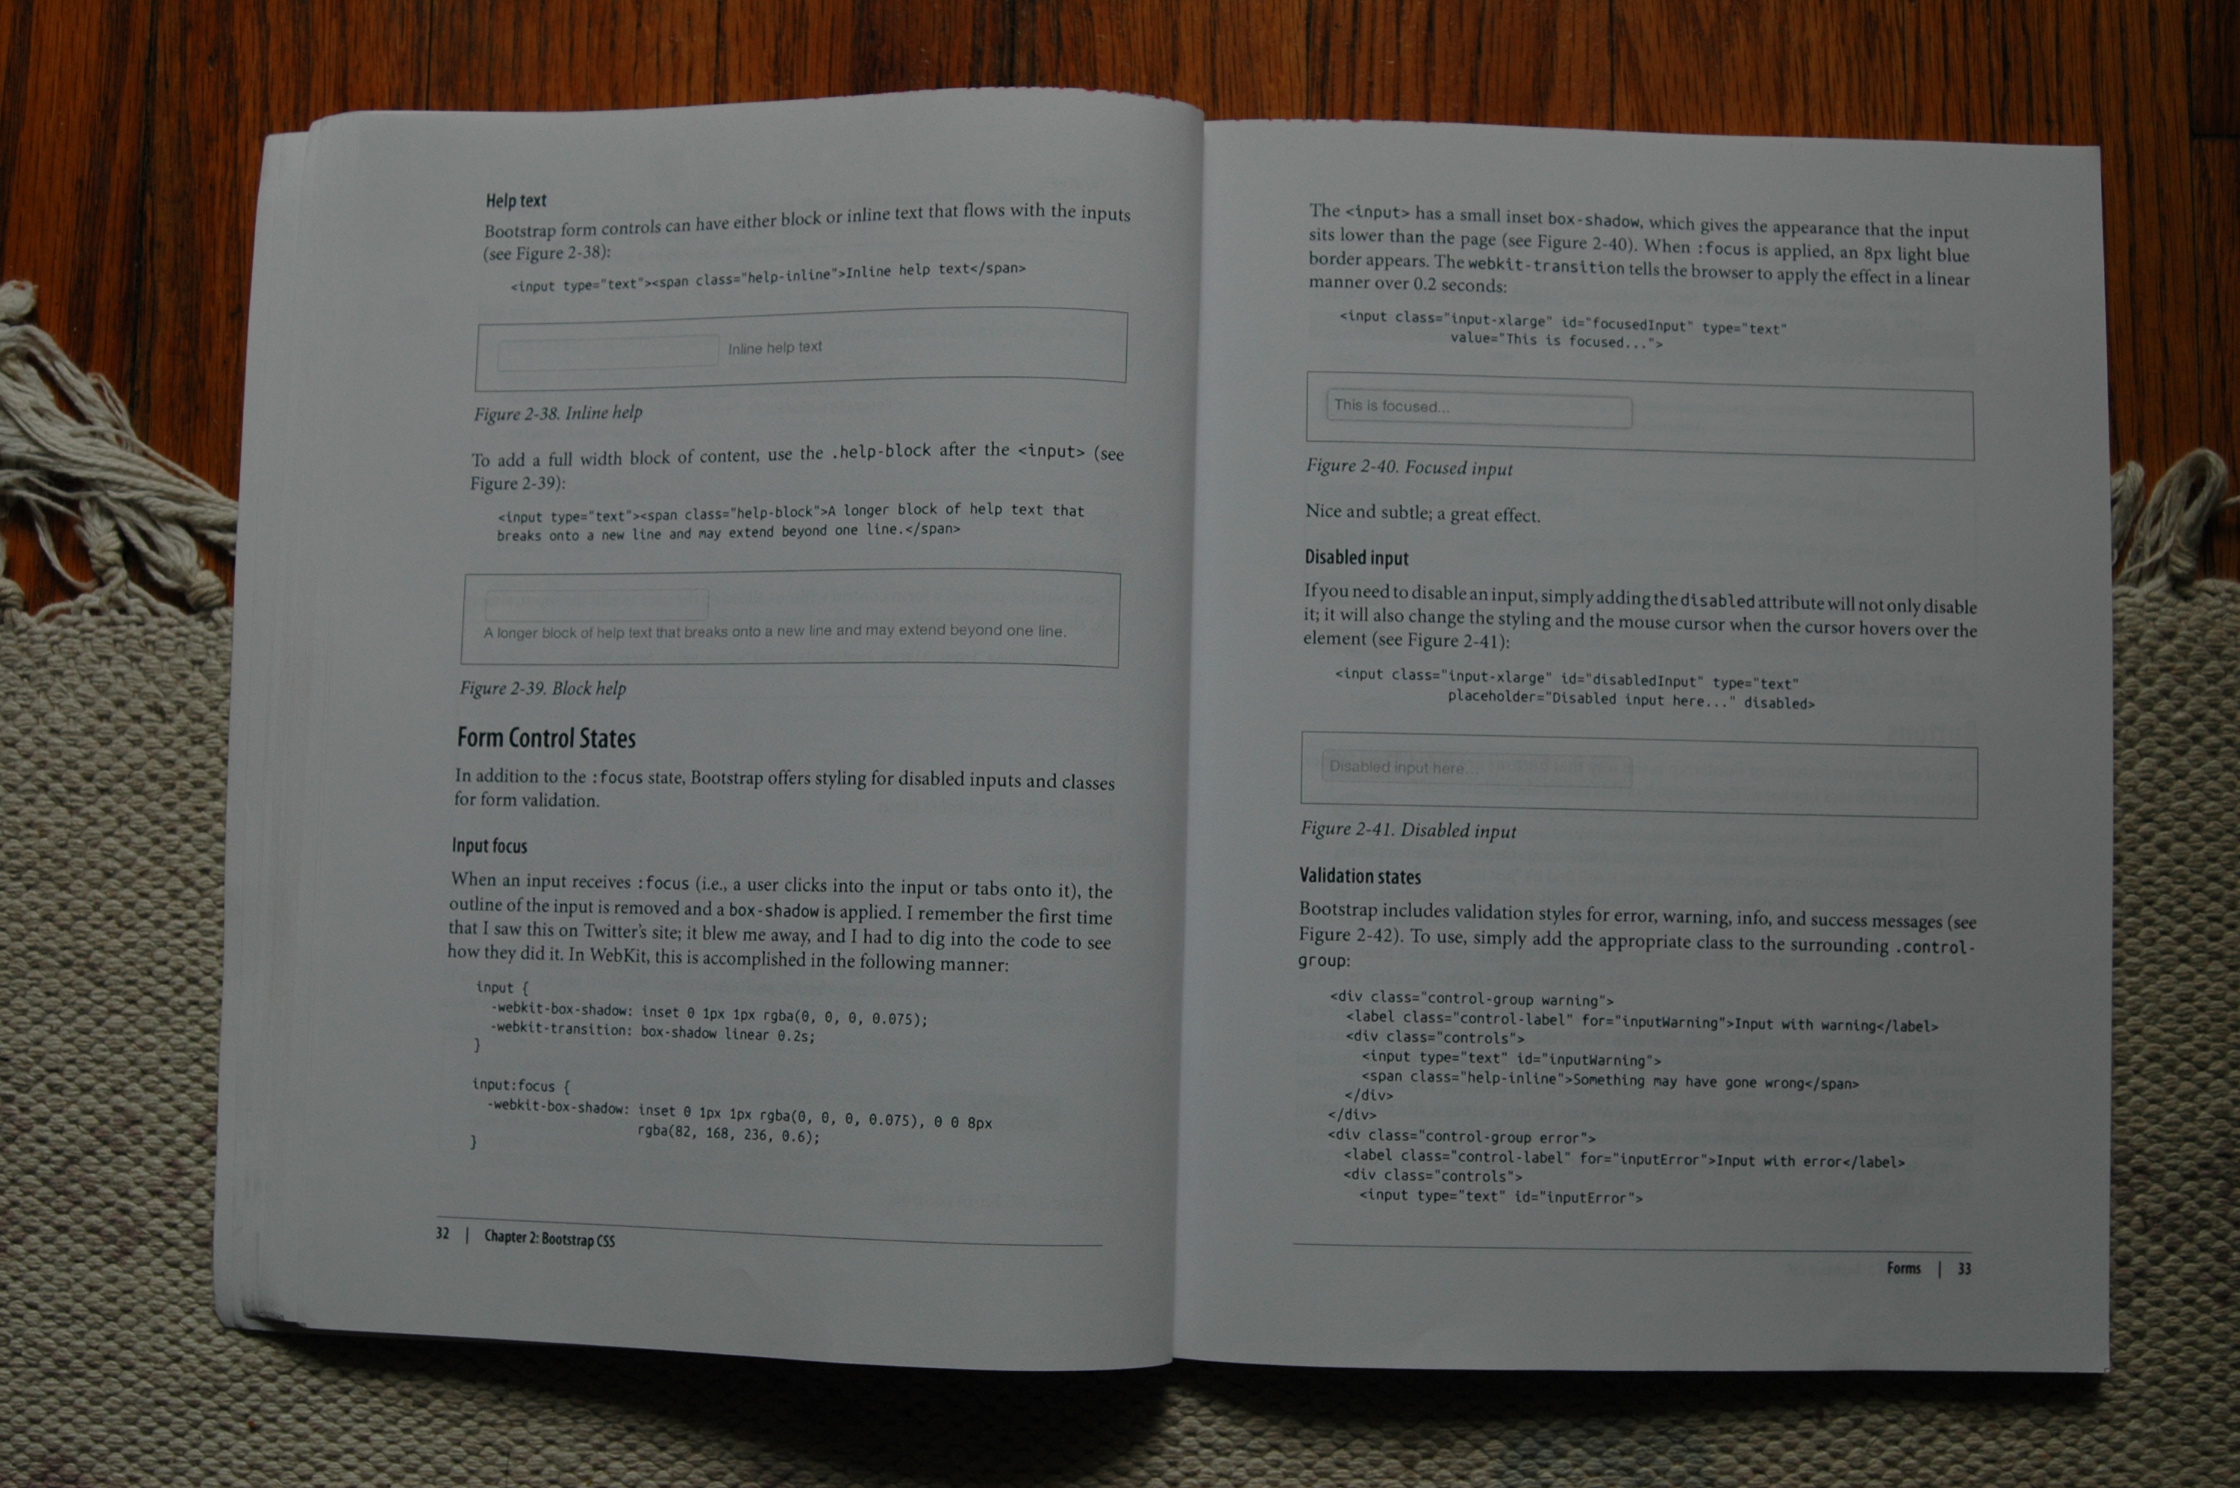 Help text
Bootstrap form controls can have either block or inline text that flows with the inputs
(see Figure 2-38):
<input type="text"><span class="help-inline">Inline help text</span>
Inline help text
Figure 2-38. Inline help
To add a full width block of content, use the .help-block after the <input> (see
Figure 2-39):
<input type="text"><span class="help-block">A longer block of help text that
breaks onto a new line and may extend beyond one line.</span>
A longer block of help text that breaks onto a new line and may extend beyond one line.
Figure 2-39. Block help
Form Control States
In addition to the :focus state, Bootstrap offers styling for disabled inputs and classes
for form validation.
Input focus
When an input receives :focus (i.e., a user clicks into the input or tabs onto it), the
outline of the input is removed and a box-shadow is applied. I remember the first time
that I saw this on Twitter's site; it blew me away, and I had to dig into the code to see
how they did it. In WebKit, this is accomplished in the following manner:
input {
-webkit-box-shadow: inset 0 1px 1px rgba(0, 0, 0, 0.075);
-webkit-transition: box-shadow linear 0.2s;
}
input:focus {
-webkit-box-shadow: inset 0 1px 1px rgba(0, 0, 0, 0.075), 0 0 8px
rgba(82, 168, 236, 0.6);
}
32 | Chapter 2: Bootstrap CSS
The <input> has a small inset box-shadow, which gives the appearance that the input
sits lower than the page (see Figure 2-40). When :focus is applied, an 8px light blue
border appears. The webkit-transition tells the browser to apply the effect in a linear
manner over 0.2 seconds:
<input class="input-xlarge" id="focusedInput" type="text"
value="This is focused...">
This is focused...
Figure 2-40. Focused input
Nice and subtle; a great effect.
Disabled input
If you need to disable an input, simply adding the disabled attribute will not only disable
it; it will also change the styling and the mouse cursor when the cursor hovers over the
element (see Figure 2-41):
<input class="input-xlarge" id="disabledInput" type="text"
placeholder="Disabled input here..." disabled>
Disabled input here...
Figure 2-41. Disabled input
Validation states
Bootstrap includes validation styles for error, warning, info, and success messages (see
Figure 2-42). To use, simply add the appropriate class to the surrounding .control-
group:
<div class="control-group warning">
<label class="control-label" for="inputWarning">Input with warning</label>
<div class="controls">
<input type="text" id="inputWarning">
<span class="help-inline">Something may have gone wrong</span>
</div>
</div>
<div class="control-group error">
<label class="control-label" for="inputError">Input with error</label>
<div class="controls">
<input type="text" id="inputError">
Forms | 33